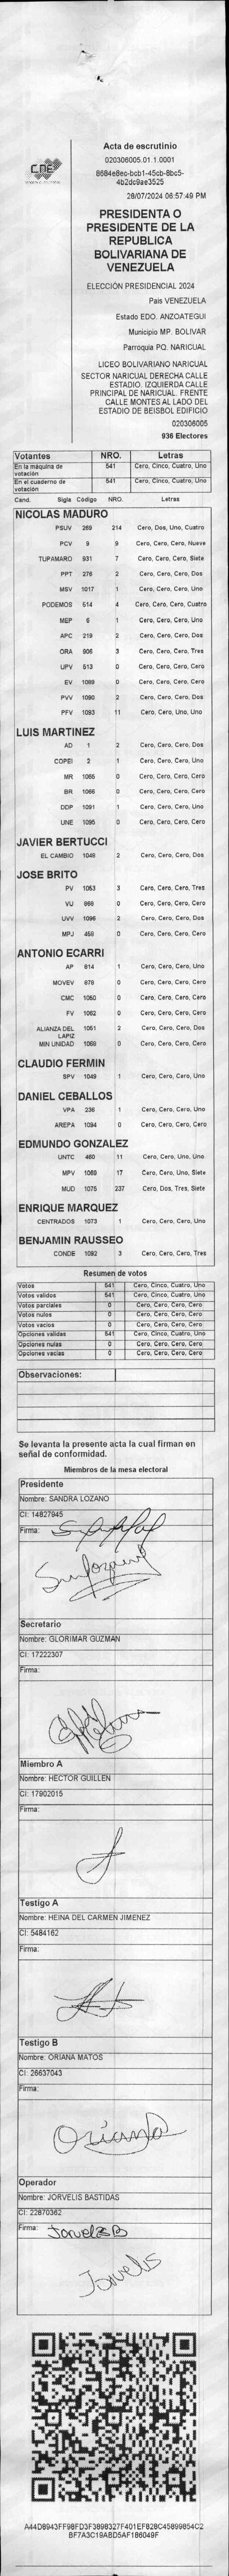 CNE
Acta de escrutinio
020306005.01.1.0001
8684e8ec-bcb1-45cb-8bc5-
4b2dc9ae3525
28/07/2024 06:57:49 PM
PRESIDENTA O
PRESIDENTE DE LA
REPUBLICA
BOLIVARIANA DE
VENEZUELA
ELECCIÓN PRESIDENCIAL 2024
Pais VENEZUELA
Estado EDO. ANZOATEGUI
Municipio MP. BOLIVAR
Parroquia PQ. NARICUAL
LICEO BOLIVARIANO NARICUAL
SECTOR NARICUAL DERECHA CALLE
ESTADIO. IZQUIERDA CALLE
PRINCIPAL DE NARICUAL. FRENTE
CALLE MONTES AL LADO DEL
ESTADIO DE BEISBOL EDIFICIO
020306005
936 Electores
Votantes NRO. Letras
En la máquina de votación 541 Cero, Cinco, Cuatro, Uno
En el cuaderno de votación 541 Cero, Cinco, Cuatro, Uno
Cand. Sigla Codigo NRO. Letras
NICOLAS MADURO
PSUV 269 214 Cero, Dos, Uno, Cuatro
PCV 9 9 Cero, Cero, Cero, Nueve
TUPAMARO 931 7 Cero, Cero, Cero, Siete
PPT 276 2 Cero, Cero, Cero, Dos
MSV 1017 1 Cero, Cero, Cero, Uno
PODEMOS 514 4 Cero, Cero, Cero, Cuatro
MEP 6 1 Cero, Cero, Cero, Uno
APC 219 2 Cero, Cero, Cero, Dos
ORA 906 3 Cero, Cero, Cero, Tres
UPV 513 0 Cero, Cero, Cero, Cero
EV 1089 0 Cero, Cero, Cero, Cero
PVV 1090 2 Cero, Cero, Cero, Dos
PFV 1093 11 Cero, Cero, Uno, Uno
LUIS MARTINEZ
AD 1 2 Cero, Cero, Cero, Dos
COPEI 2 1 Cero, Cero, Cero, Uno
MR 1065 0 Cero, Cero, Cero, Cero
BR 1066 0 Cero, Cero, Cero, Cero
DDP 1091 1 Cero, Cero, Cero, Uno
UNE 1095 0 Cero, Cero, Cero, Cero
JAVIER BERTUCCI
EL CAMBIO 1048 2 Cero, Cero, Cero, Dos
JOSE BRITO
PV 1053 3 Cero, Cero, Cero, Tres
VU 868 0 Cero, Cero, Cero, Cero
UVV 1096 2 Cero, Cero, Cero, Dos
MPJ 459 0 Cero, Cero, Cero, Cero
ANTONIO ECARRI
AP 814 1 Cero, Cero, Cero, Uno
MOVEV 878 0 Cero, Cero, Cero, Cero
CMC 1050 0 Cero, Cero, Cero, Cero
FV 1062 0 Cero, Cero, Cero, Cero
ALIANZA DEL LAPIZ 1051 2 Cero, Cero, Cero, Dos
MIN UNIDAD 1068 0 Cero, Cero, Cero, Cero
CLAUDIO FERMIN
SPV 1049 1 Cero, Cero, Cero, Uno
DANIEL CEBALLOS
VPA 236 1 Cero, Cero, Cero, Uno
AREPA 1094 0 Cero, Cero, Cero, Cero
EDMUNDO GONZALEZ
UNTC 460 11 Cero, Cero, Uno, Uno
MPV 1069 17 Cero, Cero, Uno, Siete
MUD 1075 237 Cero, Dos, Tres, Siete
ENRIQUE MARQUEZ
CENTRADOS 1073 1 Cero, Cero, Cero, Uno
BENJAMIN RAUSSEO
CONDE 1092 3 Cero, Cero, Cero, Tres
Resumen de votos
Votos 541 Cero, Cinco, Cuatro, Uno
Votos validos 541 Cero, Cinco, Cuatro, Uno
Votos parciales 0 Cero, Cero, Cero, Cero
Votos nulos 0 Cero, Cero, Cero, Cero
Votos vacios 0 Cero, Cero, Cero, Cero
Opciones validas 541 Cero, Cinco, Cuatro, Uno
Opciones nulas 0 Cero, Cero, Cero, Cero
Opciones vacias 0 Cero, Cero, Cero, Cero
Observaciones:
Se levanta la presente acta la cual firman en
señal de conformidad.
Miembros de la mesa electoral
Presidente
Nombre: SANDRA LOZANO
CI: 14827945
Firma:
Secretario
Nombre: GLORIMAR GUZMAN
CI: 17222307
Firma:
Miembro A
Nombre: HECTOR GUILLEN
CI: 17902015
Firma:
Testigo A
Nombre: HEINA DEL CARMEN JIMENEZ
CI: 5484162
Firma:
Testigo B
Nombre: ORIANA MATOS
CI: 26637043
Firma:
Oriana
Operador
Nombre: JORVELIS BASTIDAS
CI: 22870362
Firma: Jorvelis B
Jorvelis
A44D8943FF98FD3F3898327F401EF828C45899854C2
BF7A3C19ABD5AF186049F